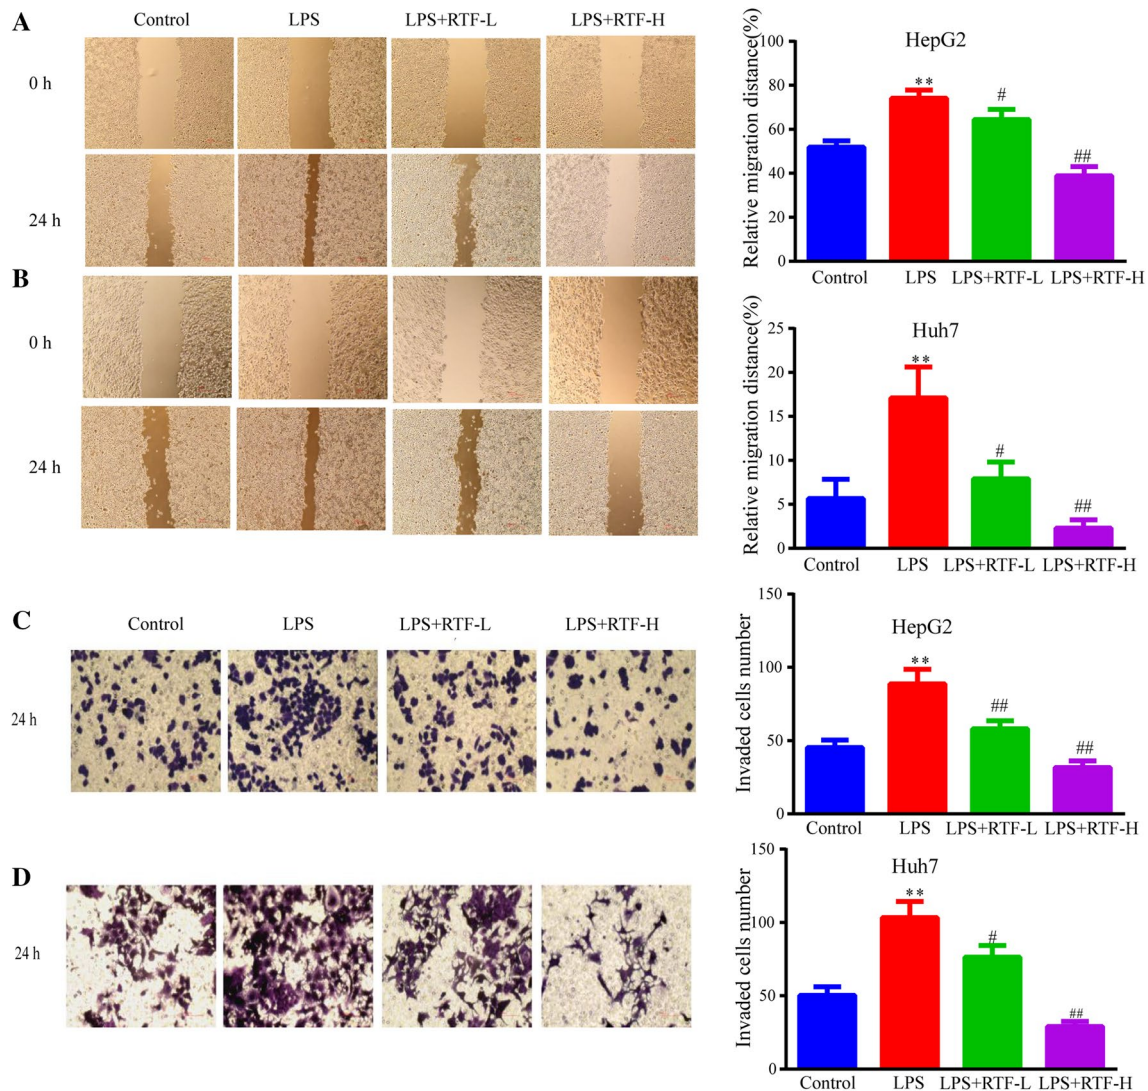 A
Control LPS LPS+RTF-L LPS+RTF-H
0 h
24 h
HepG2
Relative migration distance(%)
100
80
60
40
20
0
**
#
##
Control LPS LPS+RTF-L LPS+RTF-H
B
0 h
24 h
Huh7
Relative migration distance(%)
25
20
15
10
5
0
**
#
##
Control LPS LPS+RTF-L LPS+RTF-H
C
Control LPS LPS+RTF-L LPS+RTF-H
24 h
HepG2
Invaded cells number
150
100
50
0
**
##
##
Control LPS LPS+RTF-L LPS+RTF-H
D
24 h
Huh7
Invaded cells number
150
100
50
0
**
#
##
Control LPS LPS+RTF-L LPS+RTF-H